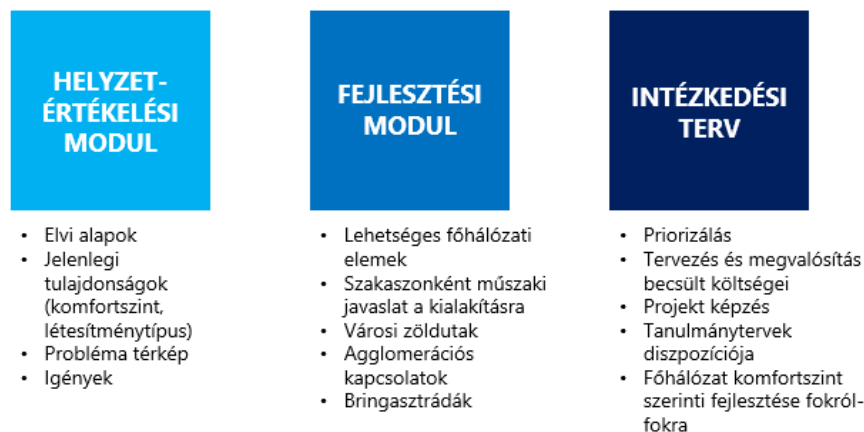 HELYZET-
ÉRTÉKELÉSI
MODUL
• Elvi alapok
• Jelenlegi
tulajdonságok
(komfortszint,
létesítménytípus)
• Probléma térkép
• Igények
FEJLESZTÉSI
MODUL
• Lehetséges főhálózati
elemek
• Szakaszonként műszaki
javaslat a kialakításra
• Városi zöldutak
• Agglomerációs
kapcsolatok
• Bringasztrádák
INTÉZKEDÉSI
TERV
• Priorizálás
• Tervezés és megvalósítás
becsült költségei
• Projekt képzés
• Tanulmánytervek
diszpozíciója
• Főhálózat komfortszint
szerinti fejlesztése fokról-
fokra